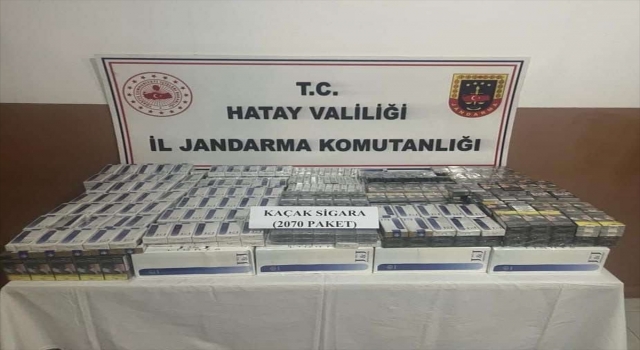 T.C.
HATAY VALİLİĞİ
İL JANDARMA KOMUTANLIĞI
KAÇAK SİGARA
(2070 PAKET)